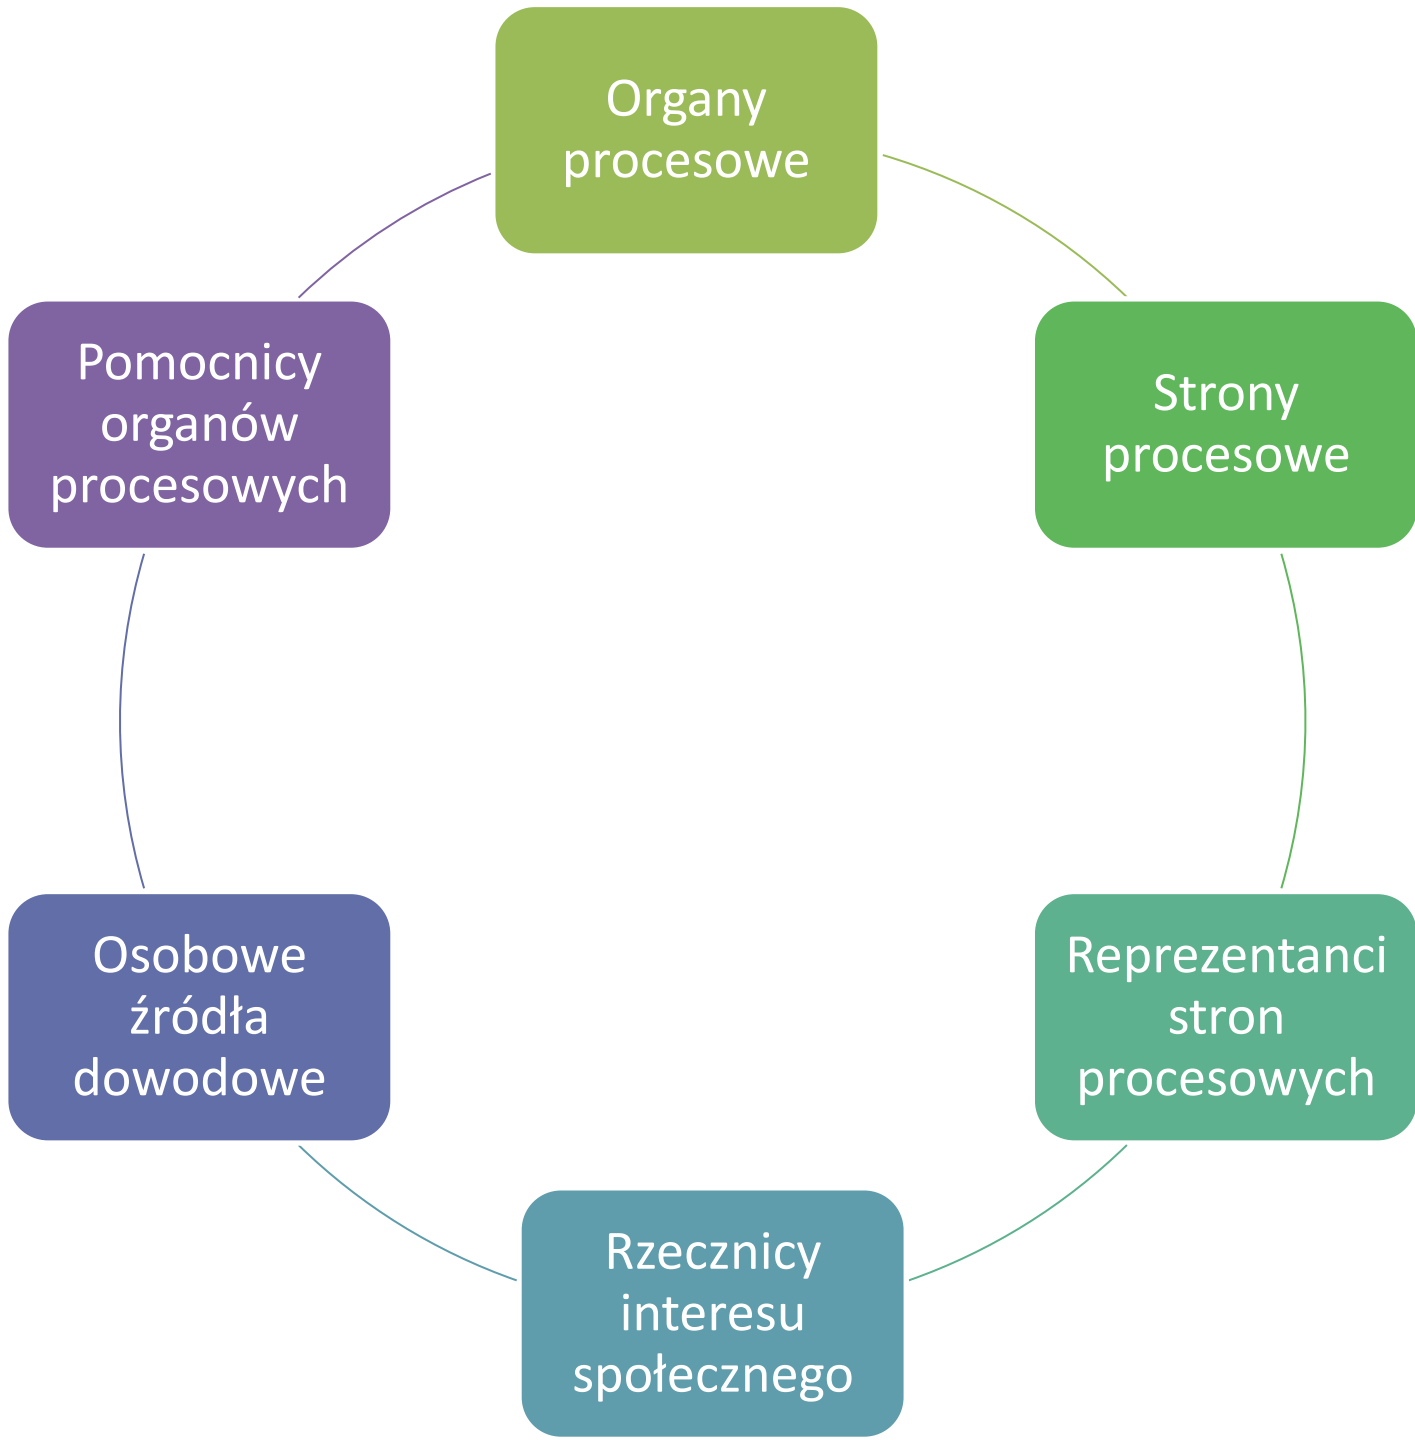 Organy
procesowe
Strony
procesowe
Reprezentanci
stron
procesowych
Rzecznicy
interesu
społecznego
Osobowe
źródła
dowodowe
Pomocnicy
organów
procesowych